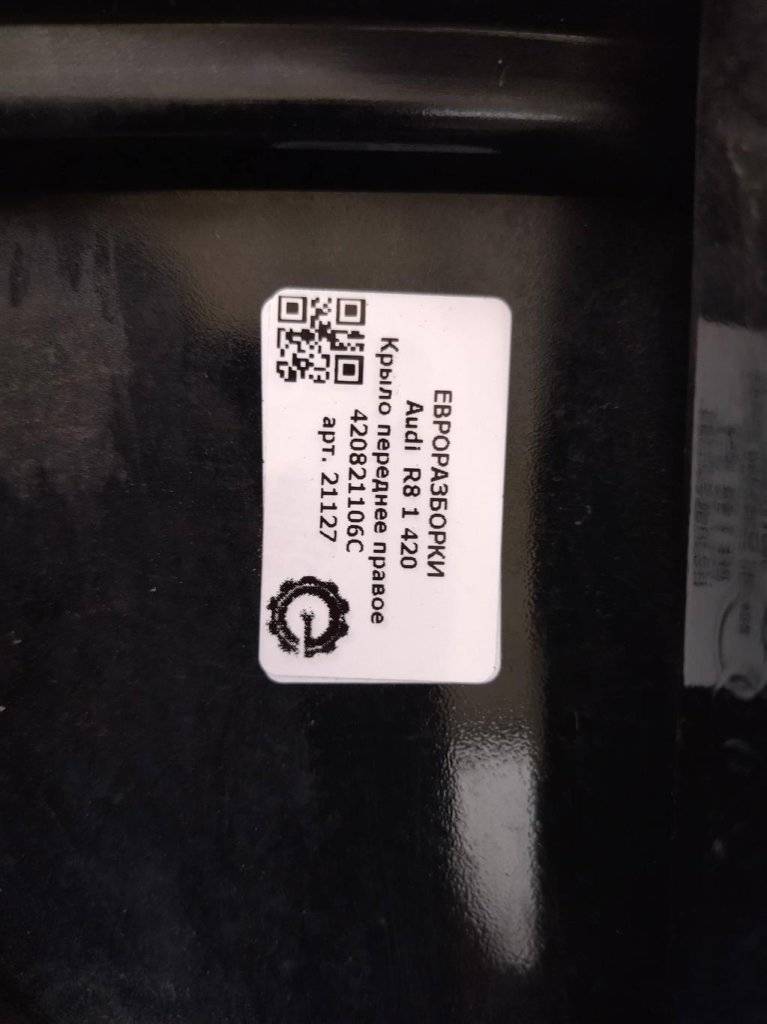 ЕВРОРАЗБОРКИ
Audi R8 1 420
Крыло переднее правое
420821106C
арт. 21127